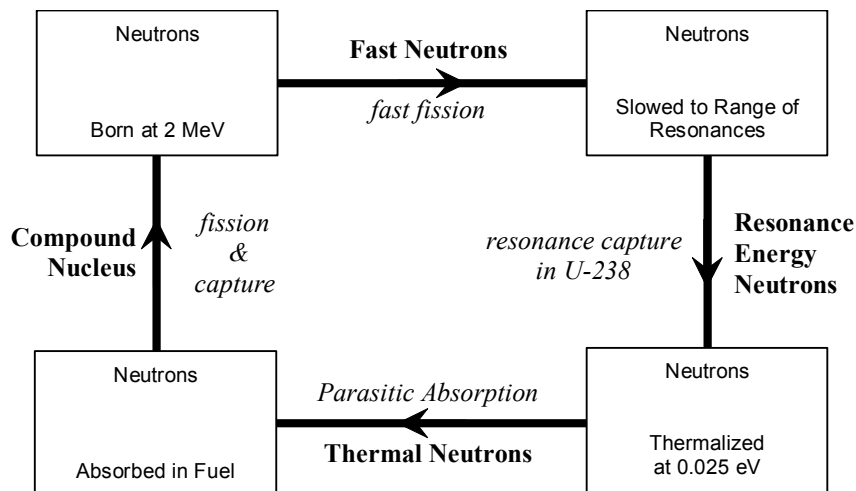 Neutrons
Born at 2 MeV
Fast Neutrons
fast fission
Neutrons
Slowed to Range of
Resonances
Compound
Nucleus
fission
&
capture
resonance capture
in U-238
Resonance
Energy
Neutrons
Neutrons
Absorbed in Fuel
Parasitic Absorption
Thermal Neutrons
Neutrons
Thermalized
at 0.025 eV